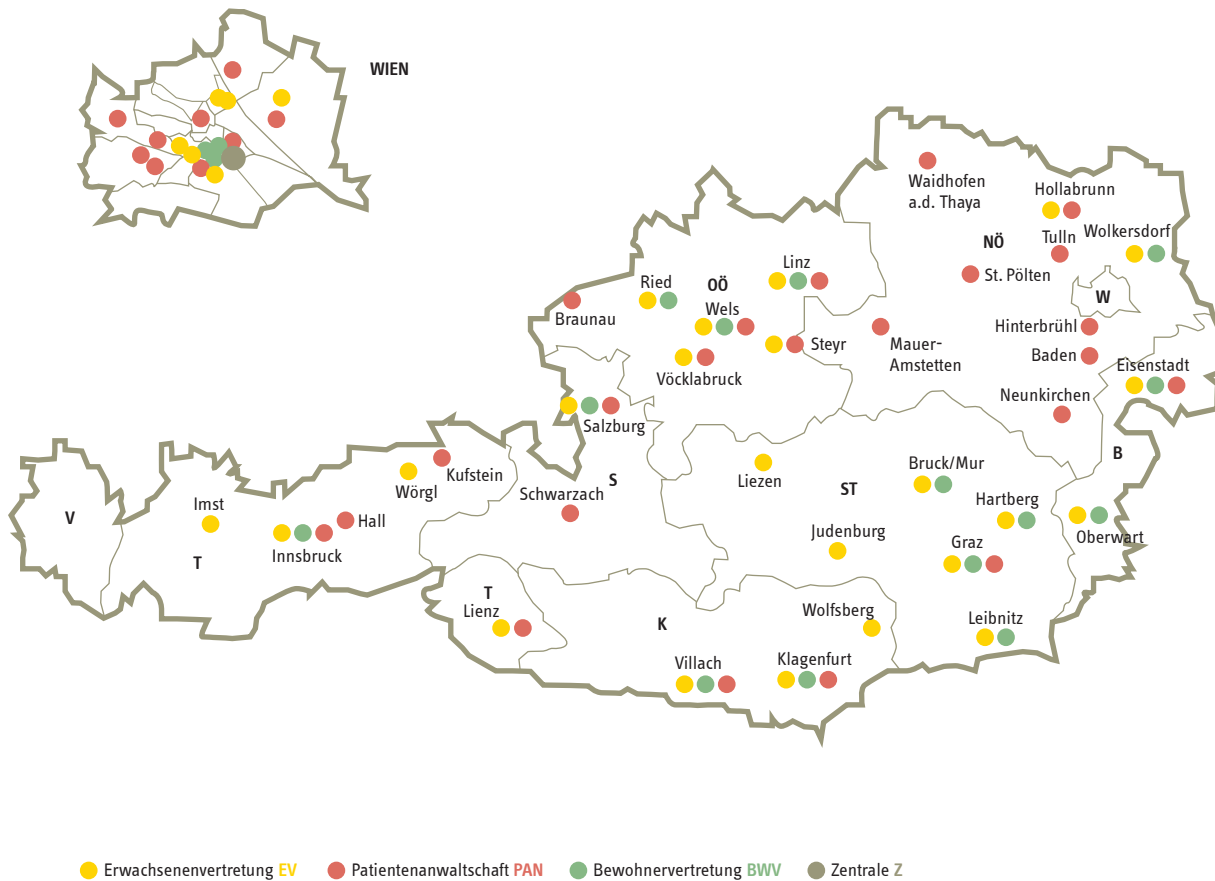 WIEN
Waidhofen
a.d. Thaya
Hollabrunn
Tulln
Wolkersdorf
NÖ
St. Pölten
Linz
Ried
OÖ
W
Wels
Braunau
Hinterbrühl
Steyr
Mauer-
Amstetten
Baden
Eisenstadt
Vöcklabruck
Neunkirchen
Salzburg
B
Bruck/Mur
Kufstein
Wörgl
Liezen
S
ST
Schwarzach
Hartberg
Imst
V
Hall
Innsbruck
Judenburg
Graz
Oberwart
T
T
Lienz
K
Wolfsberg
Leibnitz
Villach
Klagenfurt
Erwachsenenvertretung EV Patientenanwaltschaft PAN Bewohnervertretung BWV Zentrale Z